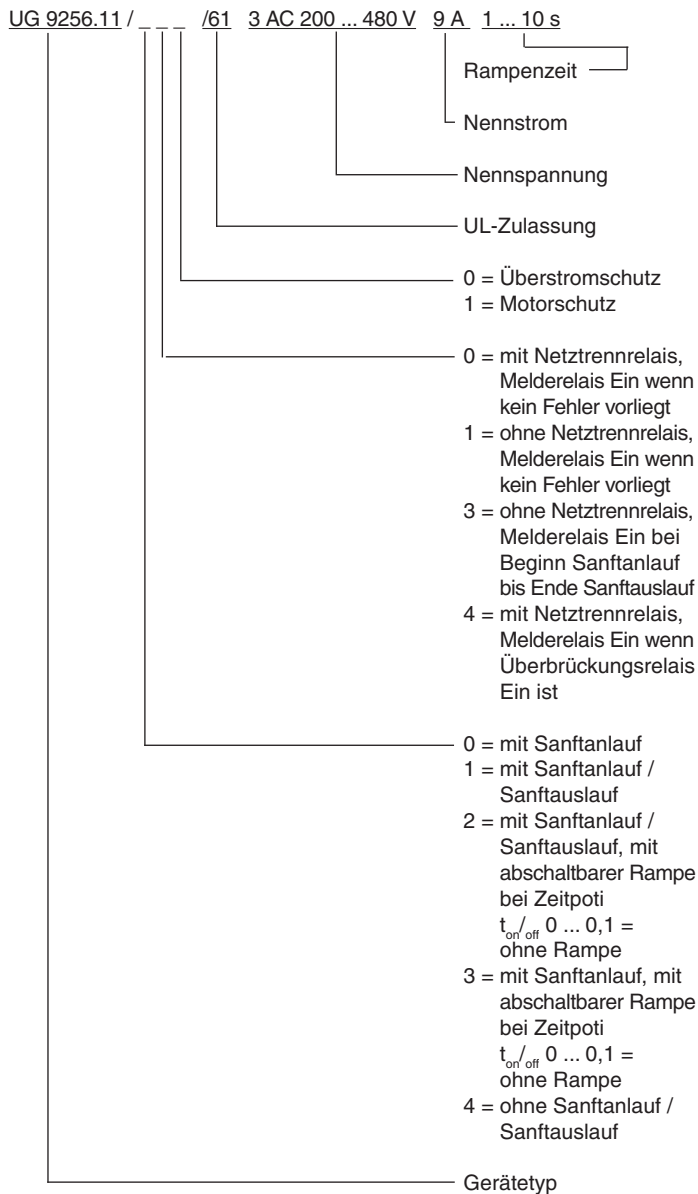 UG 9256.11 / _ _ _ /61 3 AC 200 ... 480 V 9 A 1 ... 10 s
Rampenzeit
Nennstrom
Nennspannung
UL-Zulassung
0 = Überstromschutz
1 = Motorschutz
0 = mit Netztrennrelais,
Melderelais Ein wenn
kein Fehler vorliegt
1 = ohne Netztrennrelais,
Melderelais Ein wenn
kein Fehler vorliegt
3 = ohne Netztrennrelais,
Melderelais Ein bei
Beginn Sanftanlauf
bis Ende Sanftauslauf
4 = mit Netztrennrelais,
Melderelais Ein wenn
Überbrückungsrelais
Ein ist
0 = mit Sanftanlauf
1 = mit Sanftanlauf /
Sanftauslauf
2 = mit Sanftanlauf /
Sanftauslauf, mit
abschaltbarer Rampe
bei Zeitpoti
t on/off 0 ... 0,1 =
ohne Rampe
3 = mit Sanftanlauf, mit
abschaltbarer Rampe
bei Zeitpoti
t on/off 0 ... 0,1 =
ohne Rampe
4 = ohne Sanftanlauf /
Sanftauslauf
Gerätetyp